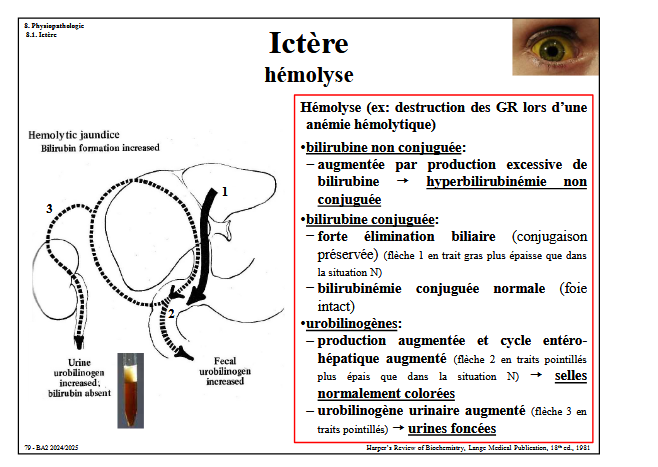 8. Physiopathologie
8.1. Ictère
Ictère
hémolyse
Hemolytic jaundice
Bilirubin formation increased
1
3
2
Urine
urobilinogen
increased;
bilirubin absent
Fecal
urobilinogen
increased
Hémolyse (ex: destruction des GR lors d'une
anémie hémolytique)
•bilirubine non conjuguée:
– augmentée par production excessive de
bilirubine → hyperbilirubinémie non
conjuguée
•bilirubine conjuguée:
– forte élimination biliaire (conjugaison
préservée) (flèche 1 en trait gras plus épaisse que dans
la situation N)
– bilirubinémie conjuguée normale (foie
intact)
•urobilinogènes:
– production augmentée et cycle entéro-
hépatique augmenté (flèche 2 en traits pointillés
plus épais que dans la situation N) → selles
normalement colorées
– urobilinogène urinaire augmenté (flèche 3 en
traits pointillés) → urines foncées
79 - BA2 2024/2025
Harper's Review of Biochemistry, Lange Medical Publication, 18th ed., 1981